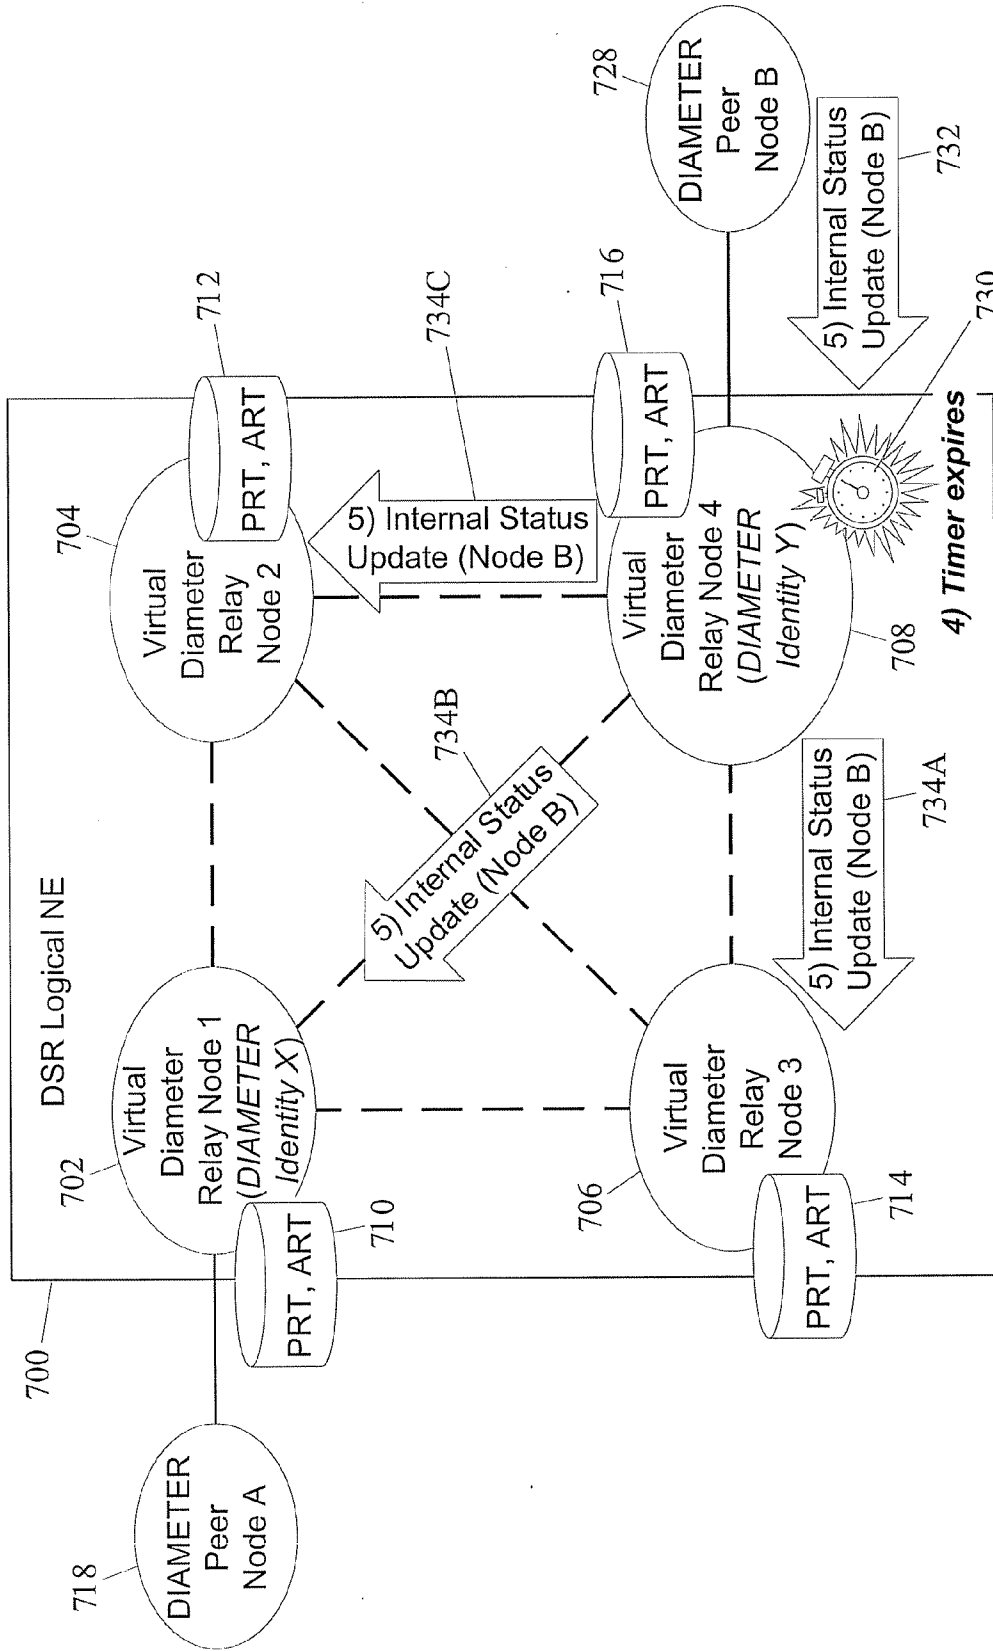 DSR Logical NE
700
718
DIAMETER
Peer
Node A
702
Virtual
Diameter
Relay Node 1
(DIAMETER
Identity X)
PRT, ART
710
704
Virtual
Diameter
Relay
Node 2
PRT, ART
712
734C
5) Internal Status
Update (Node B)
734B
5) Internal Status
Update (Node B)
706
Virtual
Diameter
Relay
Node 3
PRT, ART
714
Virtual
Diameter
Relay Node 4
(DIAMETER
Identity Y)
708
PRT, ART
716
728
DIAMETER
Peer
Node B
5) Internal Status
Update (Node B)
734A
4) Timer expires
730
5) Internal Status
Update (Node B)
732